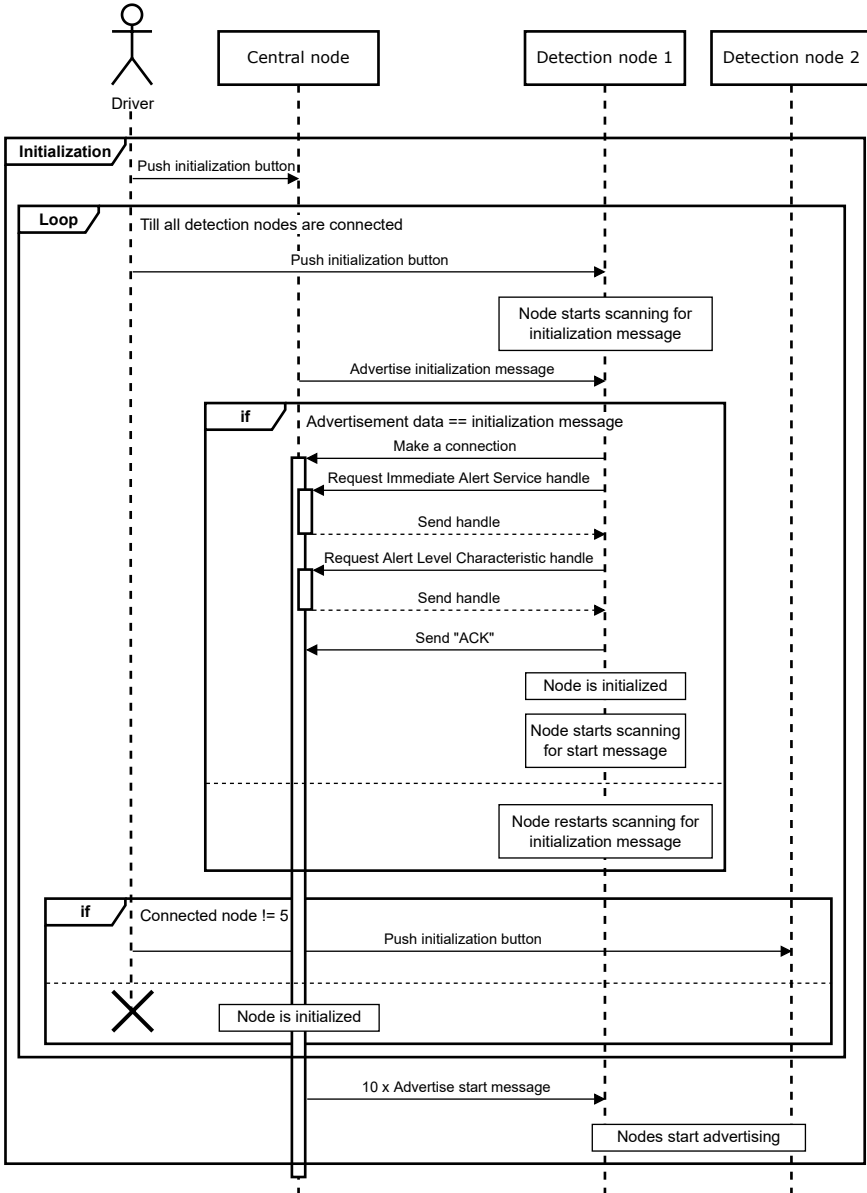 Central node
Detection node 1
Detection node 2
Driver
Initialization
Push initialization button
Loop
Till all detection nodes are connected
Push initialization button
Node starts scanning for
initialization message
Advertise initialization message
if
Advertisement data == initialization message
Make a connection
Request Immediate Alert Service handle
Send handle
Request Alert Level Characteristic handle
Send handle
Send "ACK"
Node is initialized
Node starts scanning
for start message
Node restarts scanning for
initialization message
if
Connected node != 5
Push initialization button
Node is initialized
10 x Advertise start message
Nodes start advertising